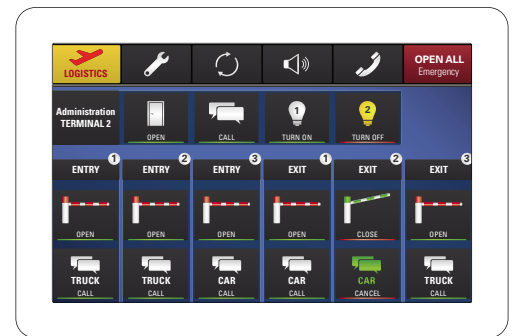 LOGISTICS
OPEN ALL
Emergency
Administration
TERMINAL 2
OPEN
CALL
1
TURN ON
2
TURN OFF
ENTRY 1
ENTRY 2
ENTRY 3
EXIT 1
EXIT 2
EXIT 3
OPEN
OPEN
OPEN
OPEN
CLOSE
OPEN
TRUCK
CALL
TRUCK
CALL
CAR
CALL
CAR
CALL
CAR
CANCEL
TRUCK
CALL